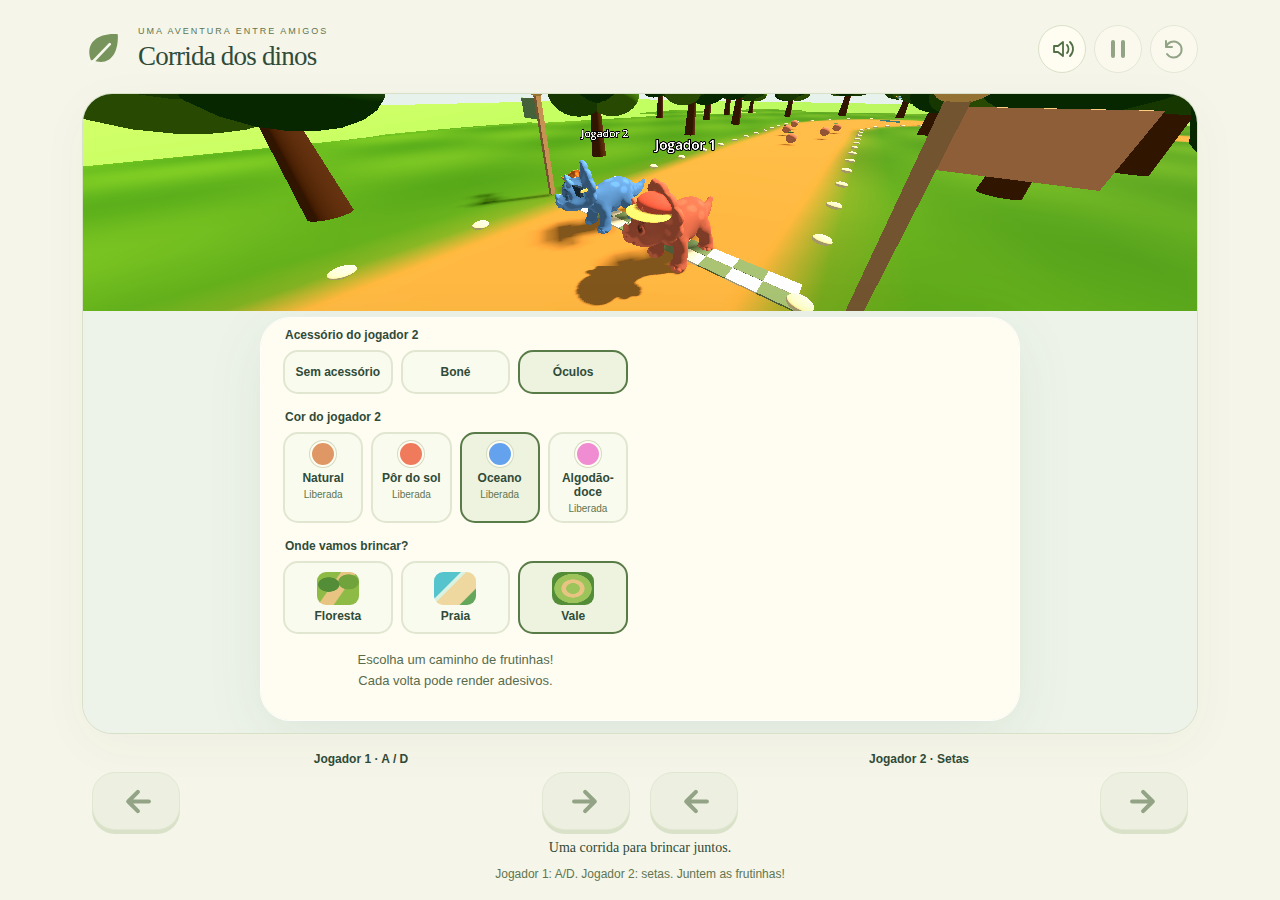 UMA AVENTURA ENTRE AMIGOS
Corrida dos dinos
Jogador 2
Jogador 1
Acessório do jogador 2
Sem acessório
Boné
Óculos
Cor do jogador 2
Natural
Liberada
Pôr do sol
Liberada
Oceano
Liberada
Algodão-
doce
Liberada
Onde vamos brincar?
Floresta
Praia
Vale
Escolha um caminho de frutinhas!
Cada volta pode render adesivos.
Jogador 1 · A / D
Jogador 2 · Setas
Uma corrida para brincar juntos.
Jogador 1: A/D. Jogador 2: setas. Juntem as frutinhas!